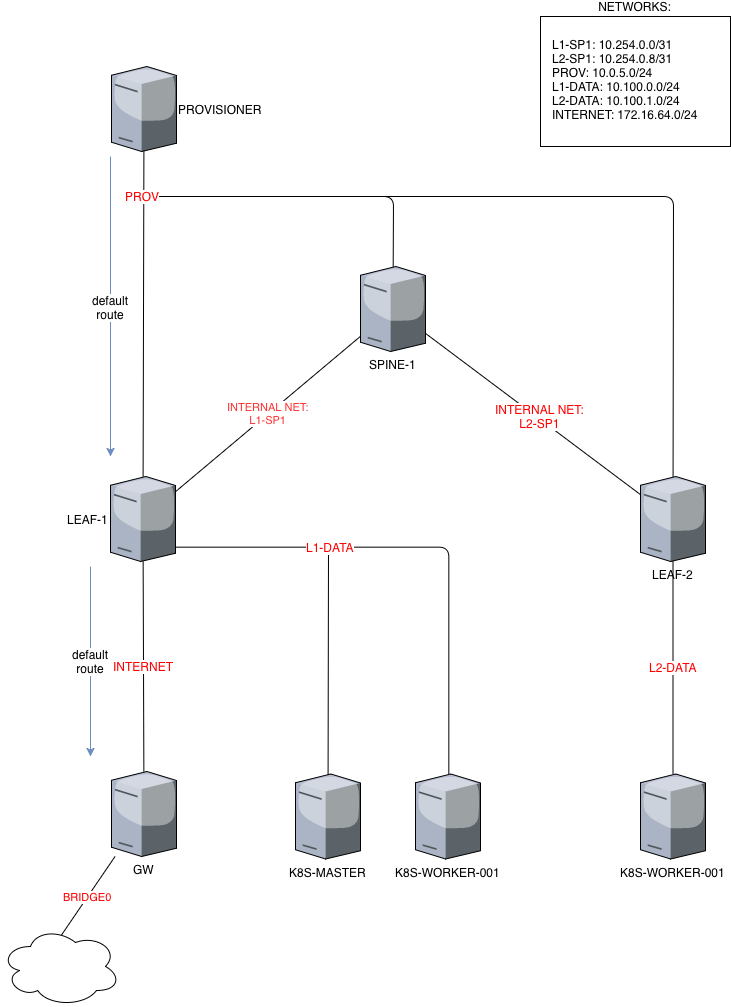 NETWORKS:
L1-SP1: 10.254.0.0/31
L2-SP1: 10.254.0.8/31
PROV: 10.0.5.0/24
L1-DATA: 10.100.0.0/24
L2-DATA: 10.100.1.0/24
INTERNET: 172.16.64.0/24
PROVISIONER
PROV
default
route
SPINE-1
INTERNAL NET:
L1-SP1
INTERNAL NET:
L2-SP1
LEAF-1
L1-DATA
LEAF-2
default
route
INTERNET
L2-DATA
GW
K8S-MASTER
K8S-WORKER-001
K8S-WORKER-001
BRIDGE0